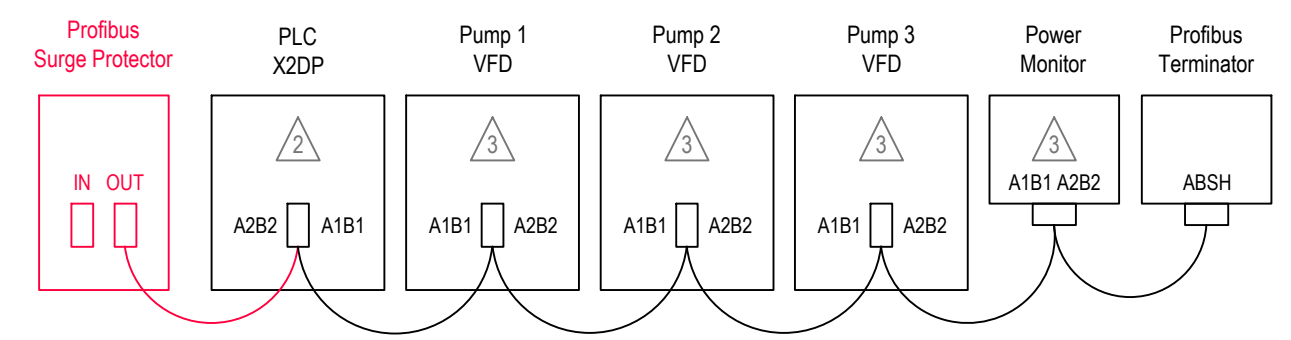 Profibus
Surge Protector
PLC
X2DP
Pump 1
VFD
Pump 2
VFD
Pump 3
VFD
Power
Monitor
Profibus
Terminator
2
3
3
3
3
IN OUT
A2B2 A1B1
A1B1 A2B2
A1B1 A2B2
A1B1 A2B2
A1B1 A2B2
ABSH